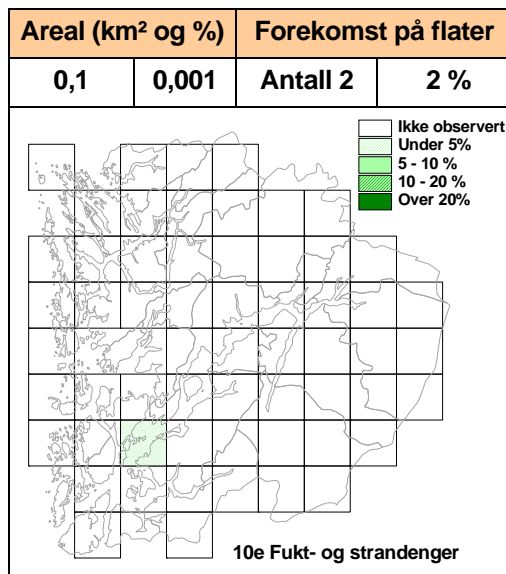 Areal (km² og %) Forekomst på flater
0,1 0,001 Antall 2 2 %
Ikke observert
Under 5%
5 - 10 %
10 - 20 %
Over 20%
10e Fukt- og strandenger